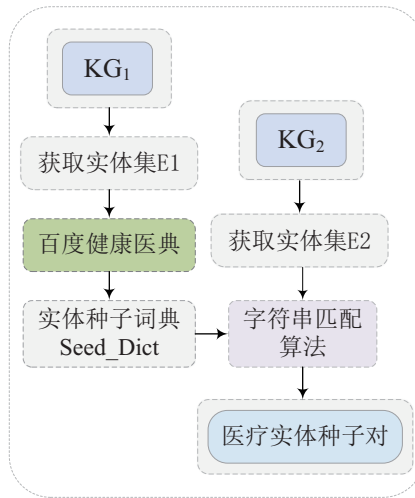 KG₁
获取实体集E1
百度健康医典
实体种子词典
Seed_Dict
KG₂
获取实体集E2
字符串匹配
算法
医疗实体种子对